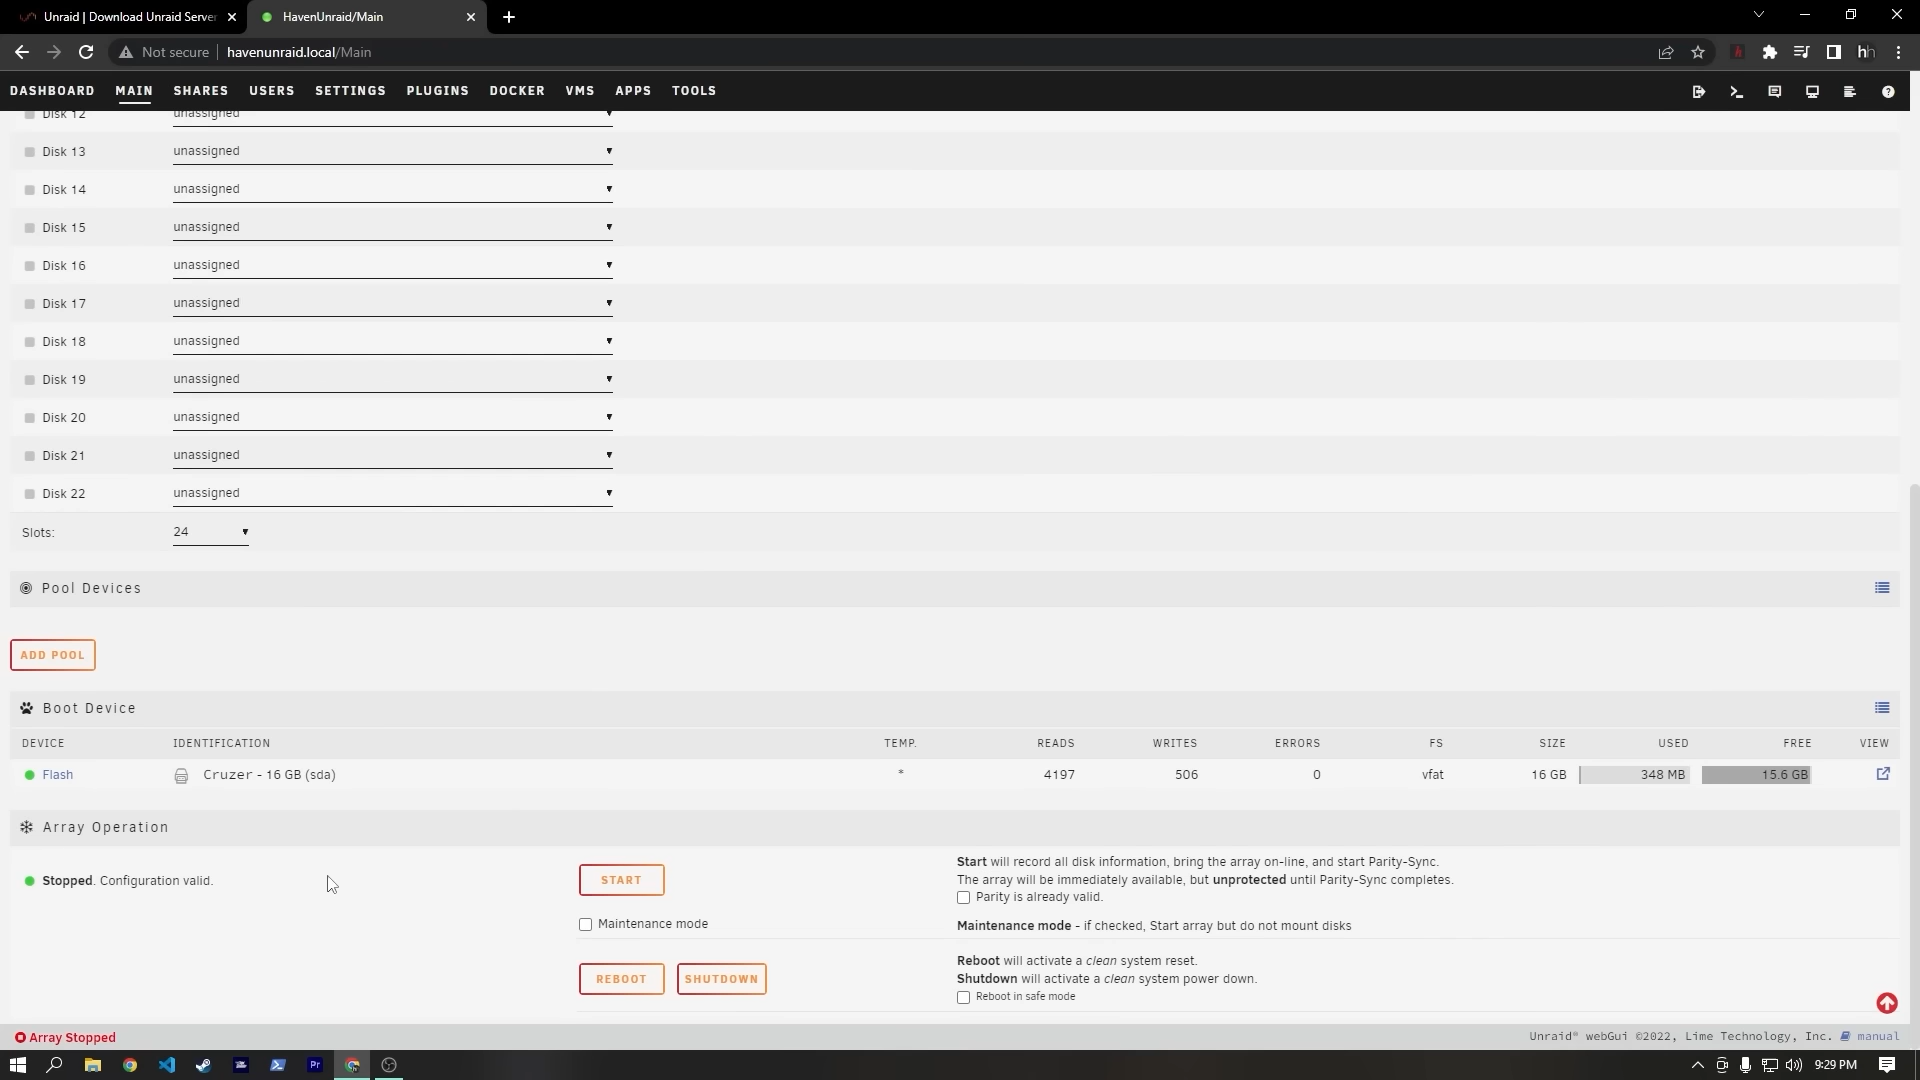 Unraid | Download Unraid Server
HavenUnraid/Main
Not secure
havenunraid.local/Main
DASHBOARD MAIN SHARES USERS SETTINGS PLUGINS DOCKER VMS APPS TOOLS
Disk 12 unassigned
Disk 13 unassigned
Disk 14 unassigned
Disk 15 unassigned
Disk 16 unassigned
Disk 17 unassigned
Disk 18 unassigned
Disk 19 unassigned
Disk 20 unassigned
Disk 21 unassigned
Disk 22 unassigned
Slots: 24
Pool Devices
ADD POOL
Boot Device
DEVICE IDENTIFICATION TEMP. READS WRITES ERRORS FS SIZE USED FREE VIEW
Flash Cruzer - 16 GB (sda) * 4197 506 0 vfat 16 GB 348 MB 15.6 GB
Array Operation
Stopped. Configuration valid.
START
Start will record all disk information, bring the array on-line, and start Parity-Sync.
The array will be immediately available, but unprotected until Parity-Sync completes.
Parity is already valid.
Maintenance mode
Maintenance mode - if checked, Start array but do not mount disks
REBOOT SHUTDOWN
Reboot will activate a clean system reset.
Shutdown will activate a clean system power down.
Reboot in safe mode
Array Stopped
Unraid® webGui ©2022, Lime Technology, Inc. manual
Pr
9:29 PM